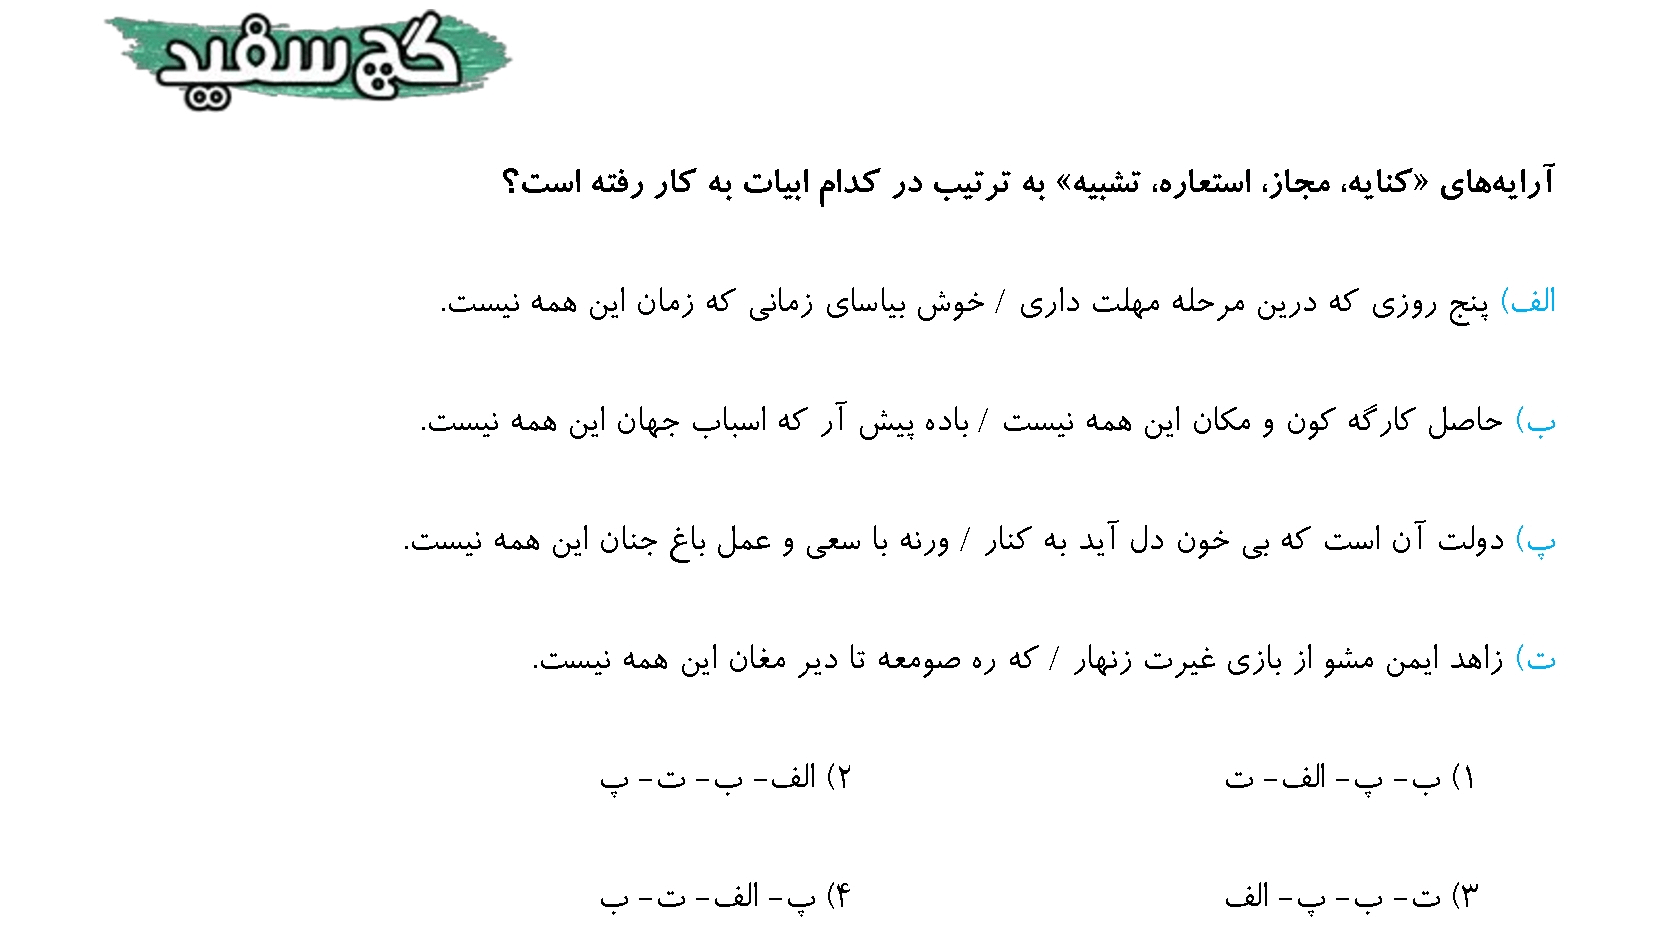 گچ سفید
آرایه‌های «کنایه، مجاز، استعاره، تشبیه» به ترتیب در کدام ابیات به کار رفته است؟
الف) پنج روزی که درین مرحله مهلت داری / خوش بیاسای زمانی که زمان این همه نیست.
ب) حاصل کارگه کون و مکان این همه نیست / باده پیش آر که اسباب جهان این همه نیست.
پ) دولت آن است که بی خون دل آید به کنار / ورنه با سعی و عمل باغ جنان این همه نیست.
ت) زاهد ایمن مشو از بازی غیرت زنهار / که ره صومعه تا دیر مغان این همه نیست.
۱) ب- پ- الف- ت ۲) الف- ب- ت- پ
۳) ت- ب- پ- الف ۴) پ- الف- ت- ب